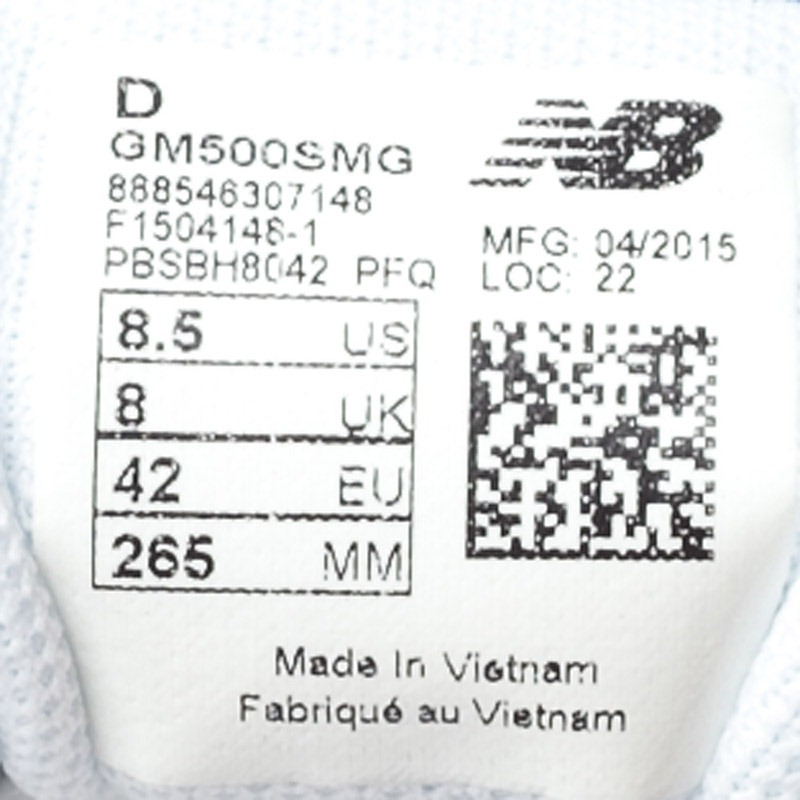 D
GM500SMG
888546307148
F1504148-1
PBSBH8042 PFQ
NB
MFG: 04/2015
LOC: 22
8.5 US
8 UK
42 EU
265 MM
Made In Vietnam
Fabriqué au Vietnam